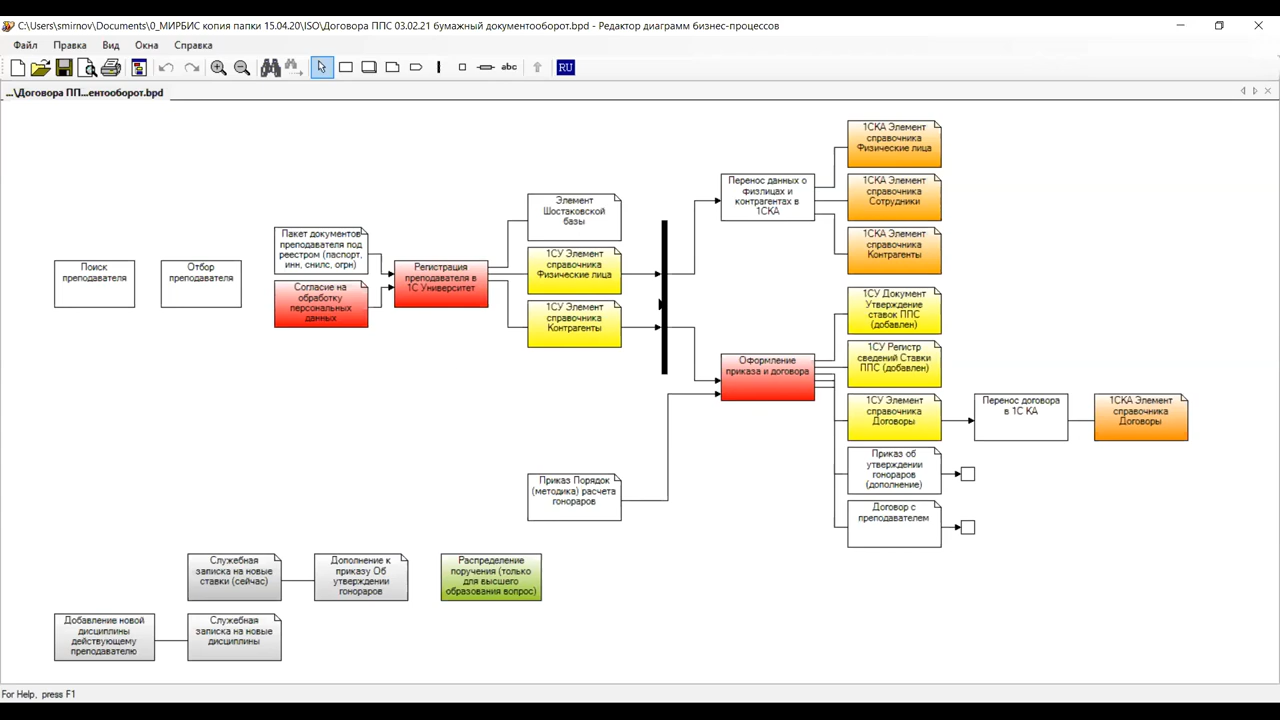 C:\Users\smirnov\Documents\0_МИРБИС копия папки 15.04.20\ISO\Договора ППС 03.02.21 бумажный документооборот.bpd - Редактор диаграмм бизнес-процессов
Файл Правка Вид Окна Справка
abc
RU
...\Договора ПП...ентооборот.bpd
1СКА Элемент
справочника
Физические лица
Перенос данных о
физлицах и
контрагентах в
1СКА
1СКА Элемент
справочника
Сотрудники
1СКА Элемент
справочника
Контрагенты
Элемент
Шостаковской
базы
Пакет документов
преподавателя под
реестром (паспорт,
инн, снилс, огрн)
1СУ Элемент
справочника
Физические лица
Поиск
преподавателя
Отбор
преподавателя
Регистрация
преподавателя в
1С Университет
Согласие на
обработку
персональных
данных
1СУ Элемент
справочника
Контрагенты
1СУ Документ
Утверждение
ставок ППС
(добавлен)
Оформление
приказа и договора
1СУ Регистр
сведений Ставки
ППС (добавлен)
1СУ Элемент
справочника
Договоры
Перенос договора
в 1С КА
1СКА Элемент
справочника
Договоры
Приказ об
утверждении
гонораров
(дополнение)
Приказ Порядок
(методика) расчета
гонораров
Договор с
преподавателем
Служебная
записка на новые
ставки (сейчас)
Дополнение к
приказу Об
утверждении
гонораров
Распределение
поручения (только
для высшего
образования вопрос)
Добавление новой
дисциплины
действующему
преподавателю
Служебная
записка на новые
дисциплины
For Help, press F1